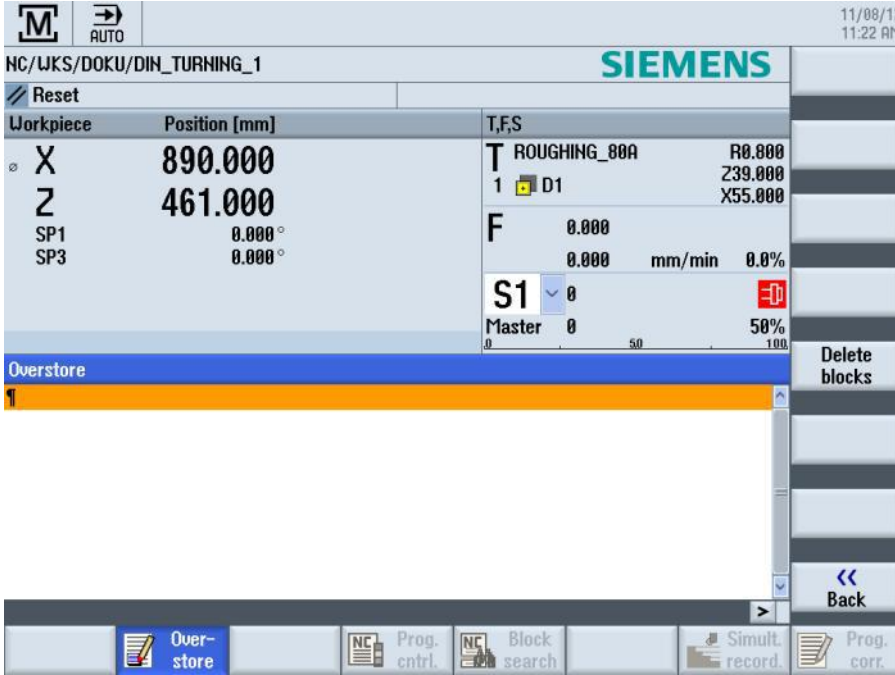 M
AUTO
11/08/1
11:22 AM
NC/WKS/DOKU/DIN_TURNING_1
SIEMENS
Reset
Workpiece Position [mm]
T,F,S
⌀ X 890.000
Z 461.000
SP1 0.000°
SP3 0.000°
T ROUGHING_80A R0.800
1 D1 Z39.000
X55.000
F 0.000
0.000 mm/min 0.0%
S1 0
Master 0 50%
.0 50 100
Overstore
¶
Delete
blocks
<<
Back
>
Over-
store
NC Prog.
cntrl.
NC Block
search
Simult.
record.
Prog.
corr.